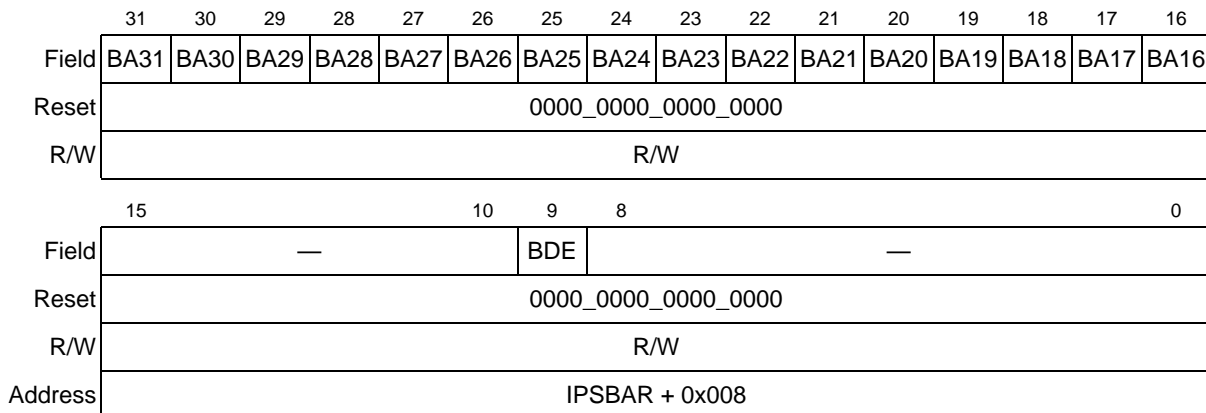 31 30 29 28 27 26 25 24 23 22 21 20 19 18 17 16
Field BA31 BA30 BA29 BA28 BA27 BA26 BA25 BA24 BA23 BA22 BA21 BA20 BA19 BA18 BA17 BA16
Reset 0000_0000_0000_0000
R/W R/W
15 10 9 8 0
Field — BDE —
Reset 0000_0000_0000_0000
R/W R/W
Address IPSBAR + 0x008